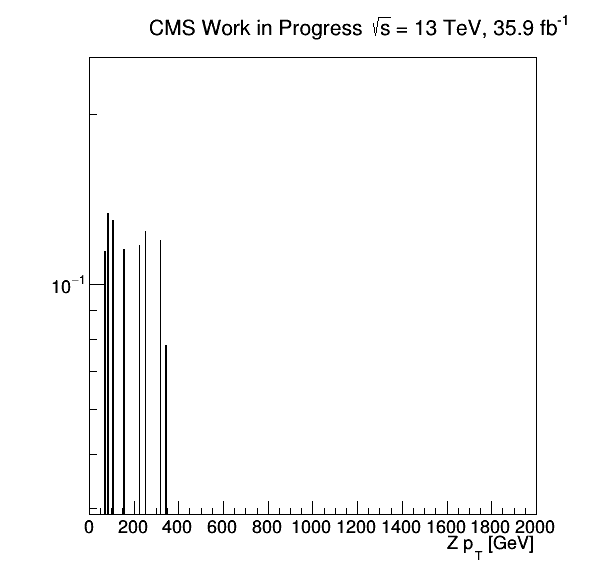 CMS Work in Progress √s = 13 TeV, 35.9 fb⁻¹
10⁻¹
0 200 400 600 800 1000 1200 1400 1600 1800 2000
Z p_T [GeV]